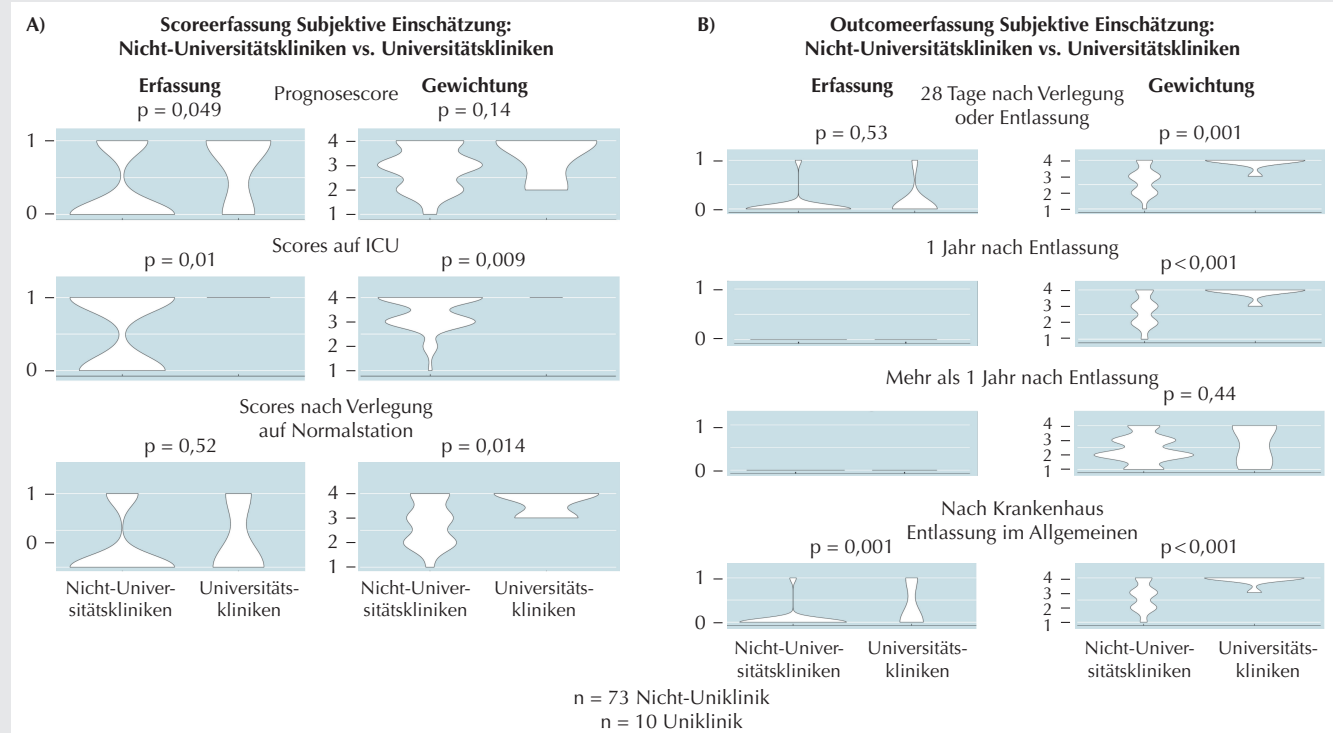 A)
Scoreerfassung Subjektive Einschätzung:
Nicht-Universitätskliniken vs. Universitätskliniken
Erfassung
Prognosescore
Gewichtung
p = 0,049
p = 0,14
1
0
4
3
2
1
Scores auf ICU
p = 0,01
p = 0,009
1
0
4
3
2
1
Scores nach Verlegung
auf Normalstation
p = 0,52
p = 0,014
1
0
4
3
2
1
Nicht-Univer-
sitätskliniken
Universitäts-
kliniken
Nicht-Univer-
sitätskliniken
Universitäts-
kliniken
B)
Outcomeerfassung Subjektive Einschätzung:
Nicht-Universitätskliniken vs. Universitätskliniken
Erfassung
28 Tage nach Verlegung
oder Entlassung
Gewichtung
p = 0,53
p = 0,001
1
0
4
3
2
1
1 Jahr nach Entlassung
p<0,001
1
0
4
3
2
1
Mehr als 1 Jahr nach Entlassung
p = 0,44
1
0
4
3
2
1
Nach Krankenhaus
Entlassung im Allgemeinen
p = 0,001
p<0,001
1
0
4
3
2
1
Nicht-Univer-
sitätskliniken
Universitäts-
kliniken
Nicht-Univer-
sitätskliniken
Universitäts-
kliniken
n = 73 Nicht-Uniklinik
n = 10 Uniklinik